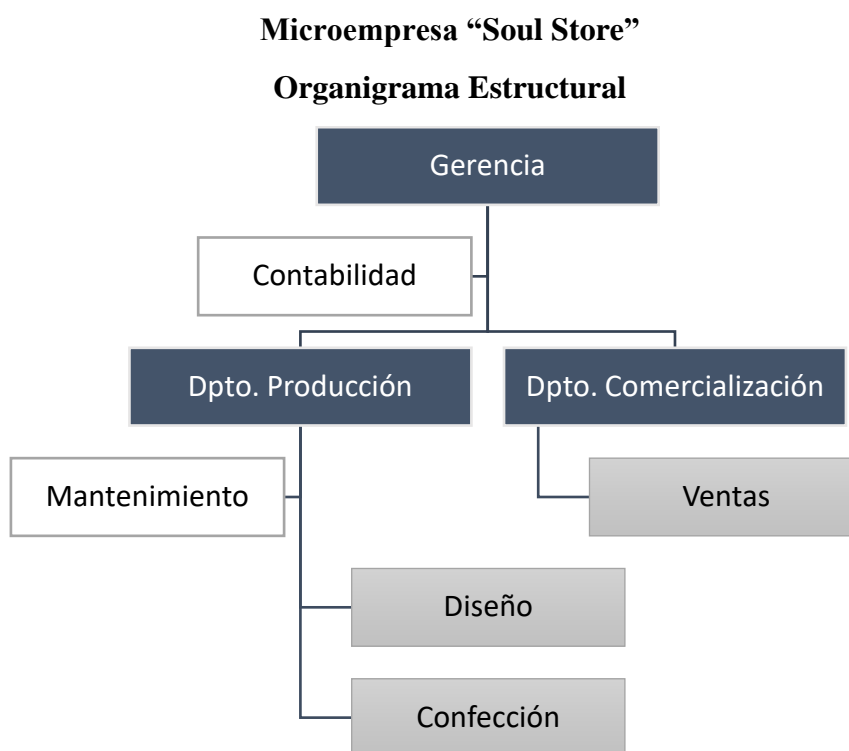 Microempresa “Soul Store”
Organigrama Estructural
Gerencia
Contabilidad
Dpto. Producción
Dpto. Comercialización
Mantenimiento
Ventas
Diseño
Confección